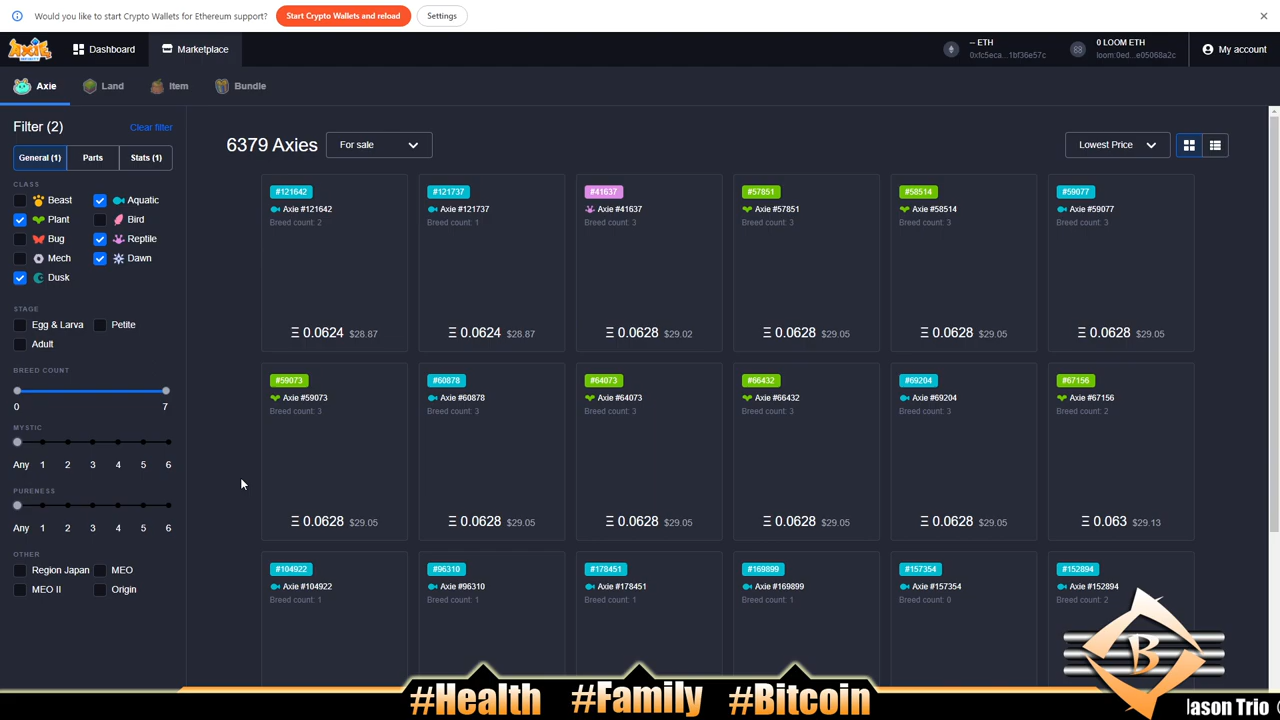 Would you like to start Crypto Wallets for Ethereum support? Start Crypto Wallets and reload Settings
AXIE INFINITY Dashboard Marketplace -- ETH 0xfc5eca...1bf36e57c 0 LOOM ETH loom:0ed...e05068a2c My account
Axie Land Item Bundle
Filter (2) Clear filter
General (1) Parts Stats (1)
CLASS
Beast Aquatic
Plant Bird
Bug Reptile
Mech Dawn
Dusk
STAGE
Egg & Larva Petite
Adult
BREED COUNT
0 7
MYSTIC
Any 1 2 3 4 5 6
PURENESS
Any 1 2 3 4 5 6
OTHER
Region Japan MEO
MEO II Origin
6379 Axies For sale Lowest Price
#121642 #121737 #41637 #57851 #58514 #59077
Axie #121642 Axie #121737 Axie #41637 Axie #57851 Axie #58514 Axie #59077
Breed count: 2 Breed count: 1 Breed count: 3 Breed count: 3 Breed count: 3 Breed count: 3
Ξ 0.0624 $28.87 Ξ 0.0624 $28.87 Ξ 0.0628 $29.02 Ξ 0.0628 $29.05 Ξ 0.0628 $29.05 Ξ 0.0628 $29.05
#59073 #60878 #64073 #66432 #69204 #67156
Axie #59073 Axie #60878 Axie #64073 Axie #66432 Axie #69204 Axie #67156
Breed count: 3 Breed count: 3 Breed count: 3 Breed count: 3 Breed count: 3 Breed count: 2
Ξ 0.0628 $29.05 Ξ 0.0628 $29.05 Ξ 0.0628 $29.05 Ξ 0.0628 $29.05 Ξ 0.0628 $29.05 Ξ 0.063 $29.13
#104922 #96310 #178451 #169899 #157354 #152894
Axie #104922 Axie #96310 Axie #178451 Axie #169899 Axie #157354 Axie #152894
Breed count: 1 Breed count: 1 Breed count: 1 Breed count: 1 Breed count: 0 Breed count: 2
B
#Health #Family #Bitcoin
Jason Trio